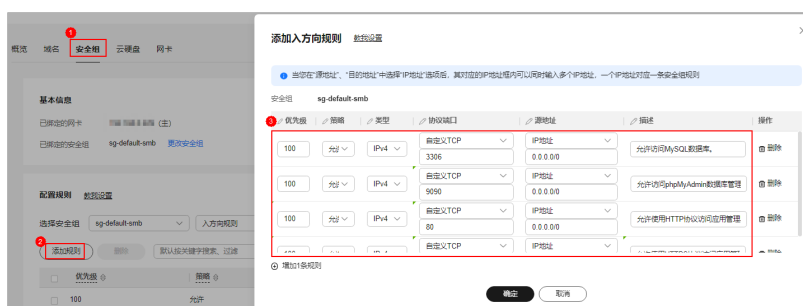 1
概览 域名 安全组 云硬盘 网卡
基本信息
已绑定的网卡 (主)
已绑定的安全组 sg-default-smb 更改安全组
配置规则 教我设置
选择安全组 sg-default-smb 入方向规则
2
添加规则 删除 默认按关键字搜索、过滤
优先级 策略
100 允许
添加入方向规则 教我设置
当您在“源地址”、“目的地址”中选择“IP地址”选项后，其对应的IP地址框内可以同时输入多个IP地址，一个IP地址对应一条安全组规则
安全组 sg-default-smb
3
优先级 策略 类型 协议端口 源地址 描述 操作
100 IPv4 自定义TCP IP地址 允许访问MySQL数据库。 删除
3306 0.0.0.0/0
100 IPv4 自定义TCP IP地址 允许访问phpMyAdmin数据库管理 删除
9090 0.0.0.0/0
100 IPv4 自定义TCP IP地址 允许使用HTTP协议访问应用管理 删除
80 0.0.0.0/0
自定义TCP IP地址
增加1条规则
确定 取消